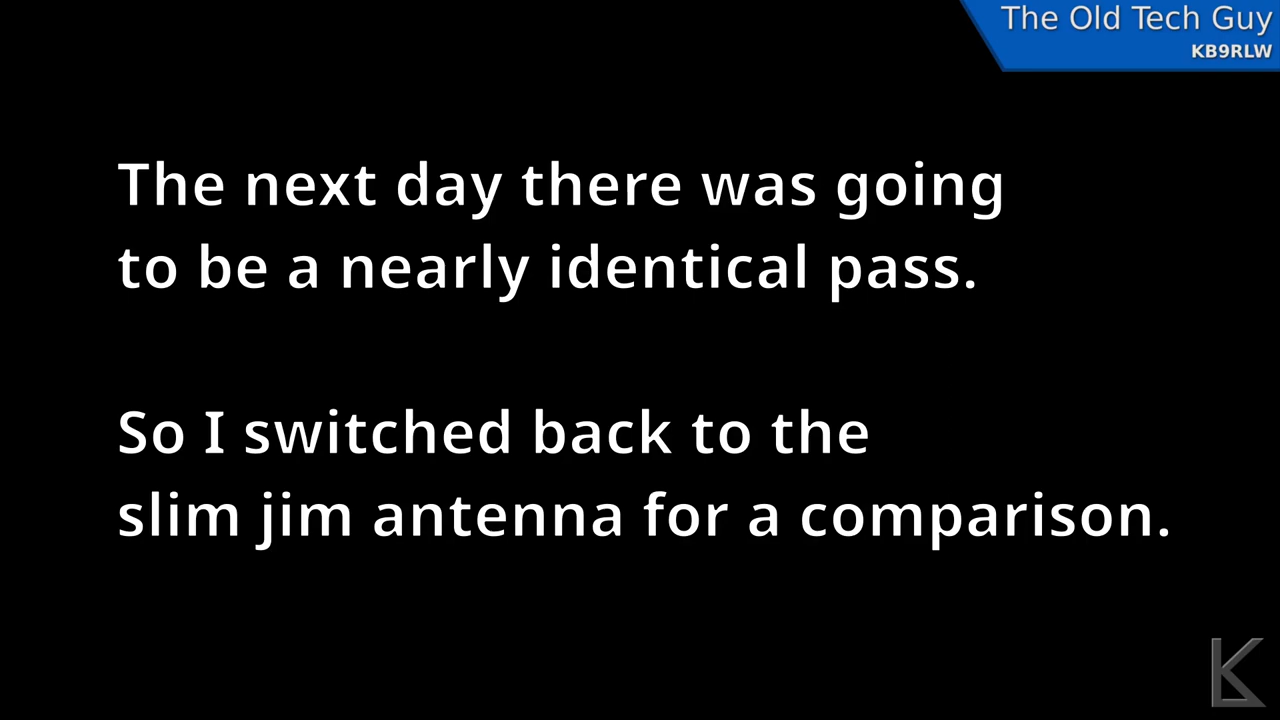 The Old Tech Guy
KB9RLW
The next day there was going
to be a nearly identical pass.
So I switched back to the
slim jim antenna for a comparison.